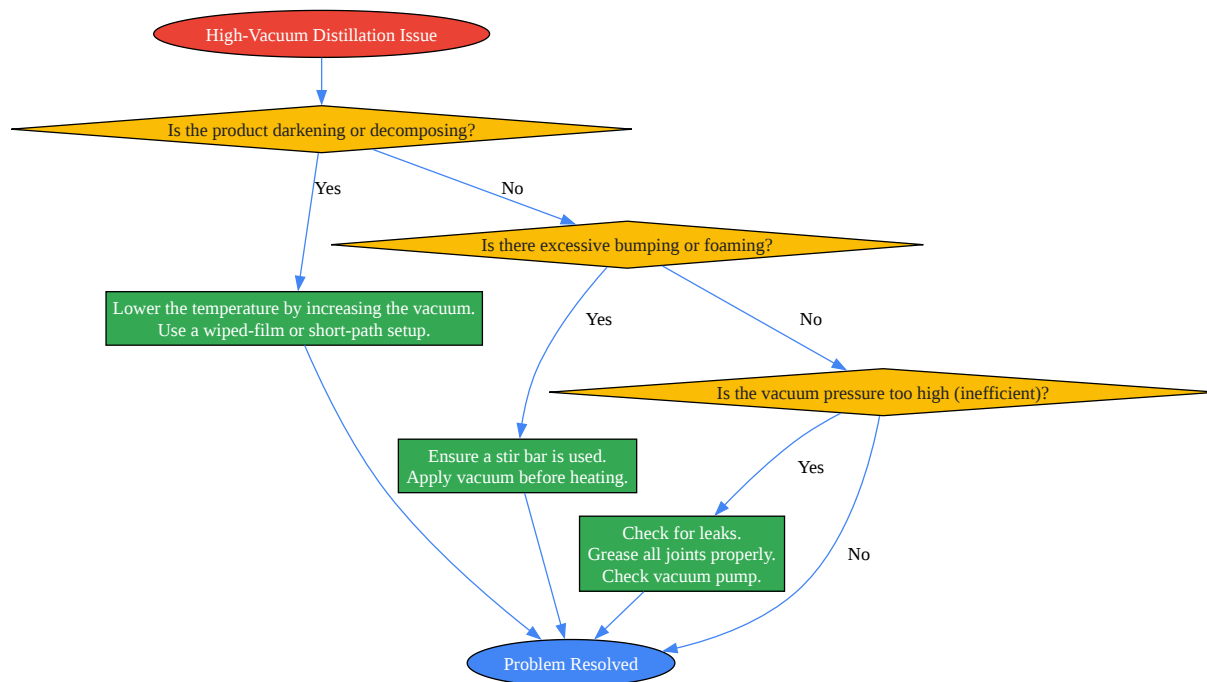 High-Vacuum Distillation Issue
Is the product darkening or decomposing?
Yes
No
Is there excessive bumping or foaming?
Lower the temperature by increasing the vacuum.
Use a wiped-film or short-path setup.
Yes
No
Is the vacuum pressure too high (inefficient)?
Ensure a stir bar is used.
Apply vacuum before heating.
Yes
Check for leaks.
Grease all joints properly.
Check vacuum pump.
No
Problem Resolved